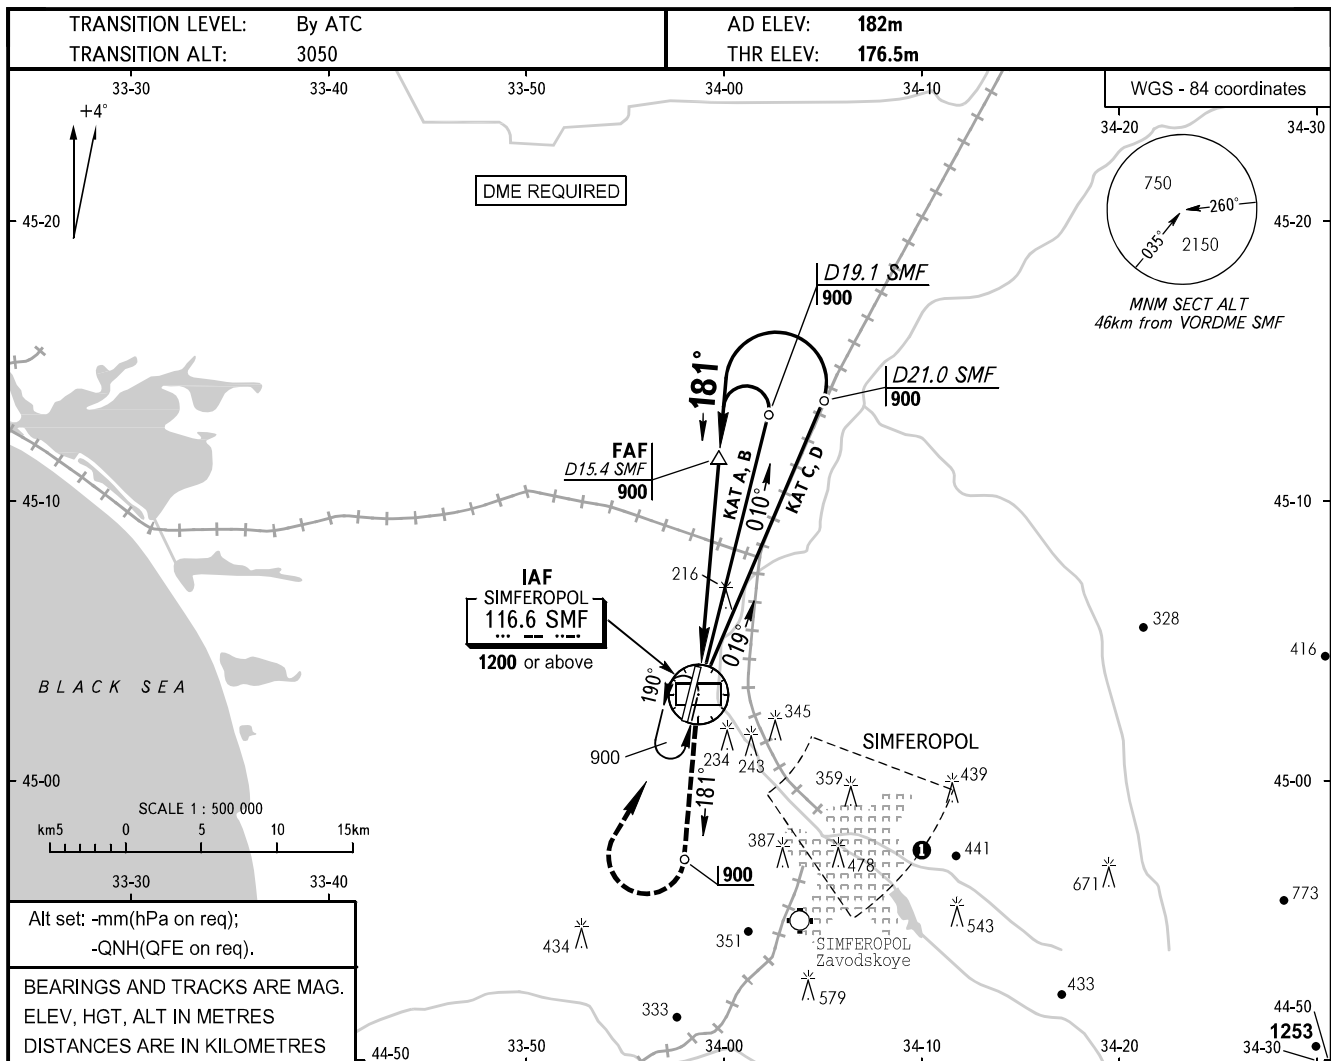 TRANSITION LEVEL: By ATC
TRANSITION ALT: 3050
AD ELEV: 182m
THR ELEV: 176.5m
33-30
33-40
33-50
34-00
34-10
WGS - 84 coordinates
34-20
34-30
+4°
DME REQUIRED
750
260°
035°
2150
45-20
45-20
MNM SECT ALT
46km from VORDME SMF
D19.1 SMF
900
181°
D21.0 SMF
900
FAF
D15.4 SMF
900
KAT A, B
010°
KAT C, D
45-10
45-10
216
IAF
SIMFEROPOL
116.6 SMF
1200 or above
019°
190°
328
416
BLACK SEA
345
234
243
900
SIMFEROPOL
359
439
45-00
45-00
181°
SCALE 1 : 500 000
km5 0 5 10 15km
387
478
1
441
671
773
900
33-30
33-40
Alt set: -mm(hPa on req);
-QNH(QFE on req).
434
351
543
SIMFEROPOL
Zavodskoye
579
433
333
BEARINGS AND TRACKS ARE MAG.
ELEV, HGT, ALT IN METRES
DISTANCES ARE IN KILOMETRES
44-50
1253
44-50
33-50
34-00
34-10
34-30